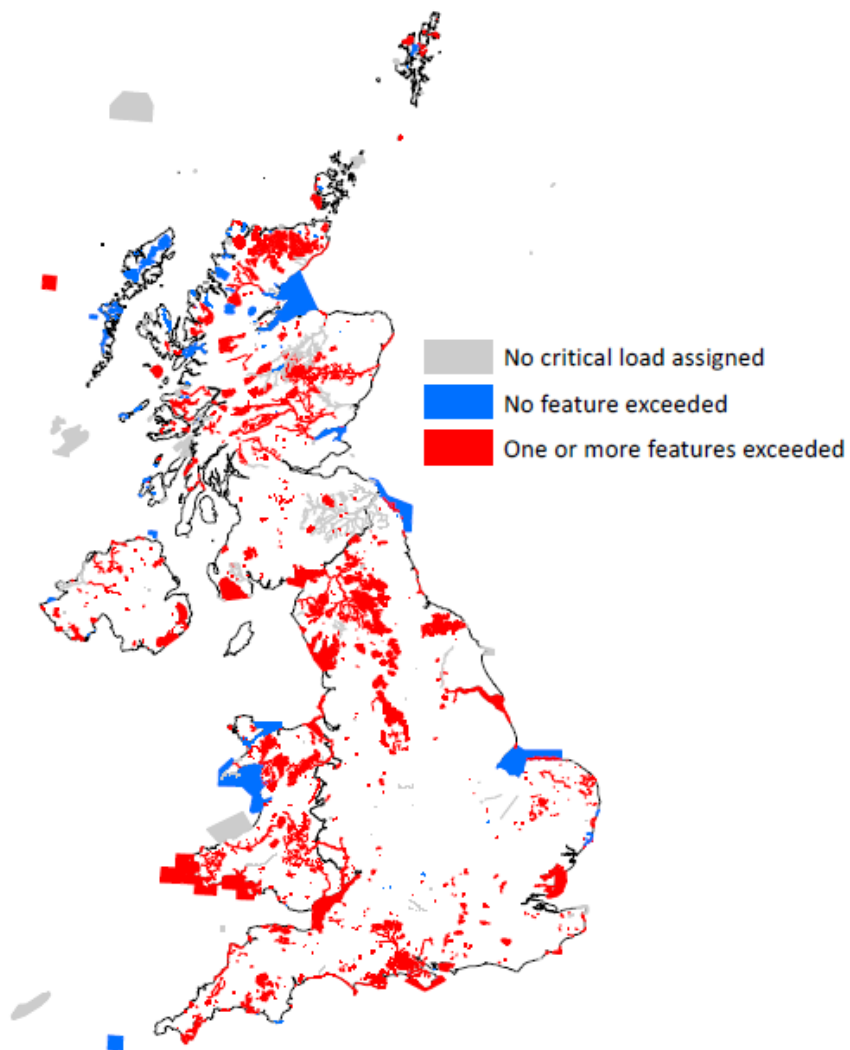 No critical load assigned
No feature exceeded
One or more features exceeded